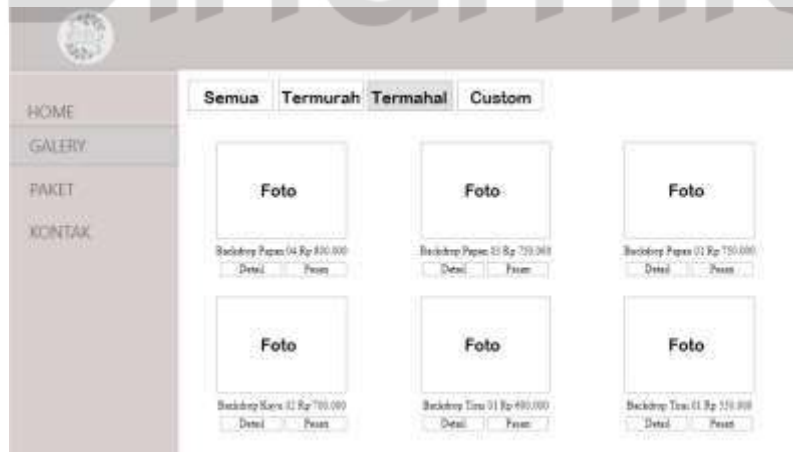 Semua Termurah Termahal Custom
HOME
GALERY
PAKET
KONTAK
Foto Foto Foto
Backdrop Papan 04 Rp 800.000 Backdrop Papan Rp 750.000 Backdrop Papan 01 Rp 750.000
Detail Pesan Detail Pesan Detail Pesan
Foto Foto Foto
Backdrop Kayu 02 Rp 700.000 Backdrop Tirai 01 Rp 600.000 Backdrop Tirai 01 Rp
Detail Pesan Detail Pesan Detail Pesan